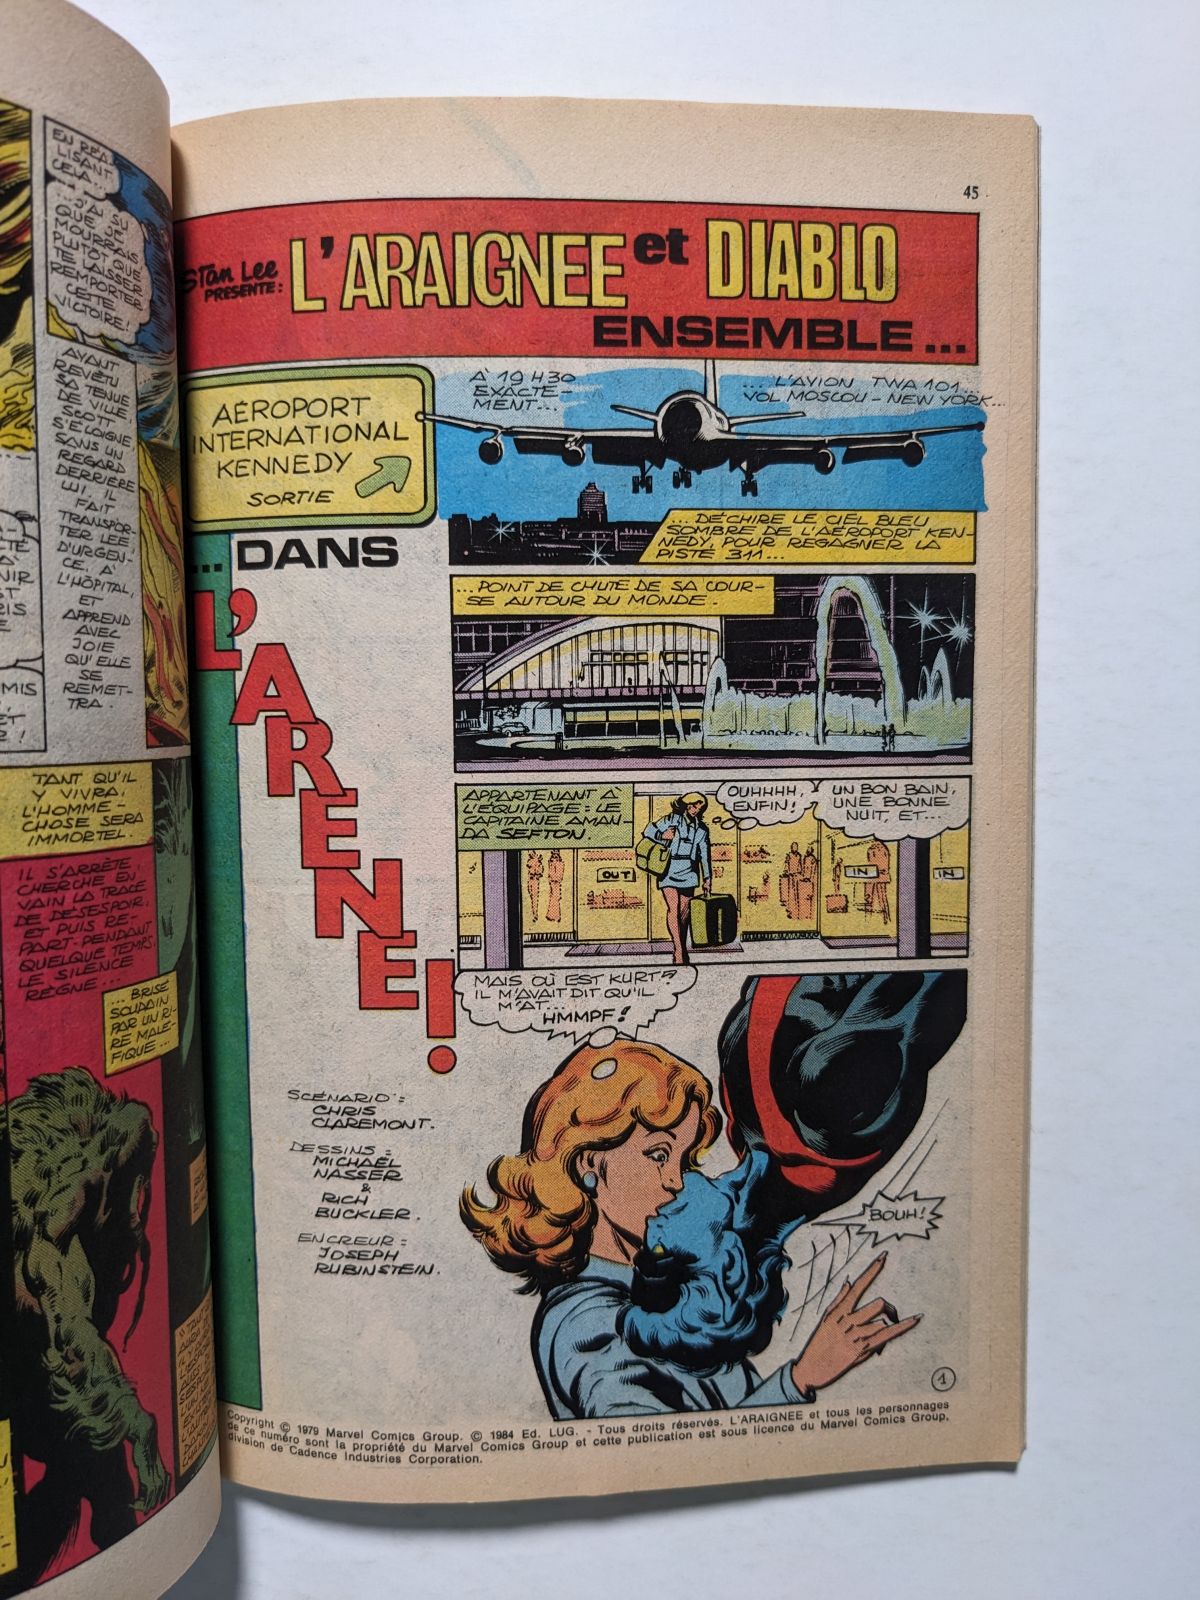 EN RÉA-
LISANT
CELA...
... J'AI SU
QUE JE
MOURRAIS
PLUTÔT QUE
TE LAISSER
REMPORTER
CETTE
VICTOIRE!
AYANT
REVÊTU
SA TENUE
DE VILLE,
SCOTT
S'ÉLOIGNE,
SANS UN
REGARD
DERRIÈRE
LUI. IL
FAIT
TRANSPOR-
TER LEE
D'URGEN-
CE, À
L'HÔPITAL,
ET
APPREND
AVEC
JOIE
QU'ELLE
SE
REMET-
TRA.
TANT QU'IL
Y VIVRA,
L'HOMME-
CHOSE SERA
IMMORTEL.
IL S'ARRÊTE,
CHERCHE EN
VAIN LA TRACE
DE DÉSESPOIR,
ET PUIS RE-
PART. PENDANT
QUELQUE TEMPS,
LE SILENCE
RÈGNE...
... BRISÉ
SOUDAIN
PAR UN RI-
RE MALÉ-
FIQUE...
45
Stan Lee
PRÉSENTE:
L'ARAIGNEE et DIABLO
ENSEMBLE...
AÉROPORT
INTERNATIONAL
KENNEDY
SORTIE
À 19 H 30
EXACTE-
MENT...
... L'AVION TWA 101...
VOL MOSCOU - NEW YORK...
... DÉCHIRE LE CIEL BLEU
SOMBRE DE L'AÉROPORT KEN-
NEDY, POUR REGAGNER LA
PISTE 311...
... DANS
L'ARENE!
... POINT DE CHUTE DE SA COUR-
SE AUTOUR DU MONDE.
APPARTENANT À
L'ÉQUIPAGE : LE
CAPITAINE AMAN-
DA SEFTON.
OUHHHH,
ENFIN!
UN BON BAIN,
UNE BONNE
NUIT, ET...
OUT
IN
IN
MAIS OÙ EST KURT?
IL M'AVAIT DIT QU'IL
M'AT...
HMMPF!
BOUH!
SCÉNARIO :
CHRIS
CLAREMONT.
DESSINS :
MICHAËL
NASSER
&
RICH
BUCKLER.
ENCREUR :
JOSEPH
RUBINSTEIN.
1
Copyright © 1979 Marvel Comics Group. © 1984 Ed. LUG. - Tous droits réservés. L'ARAIGNEE et tous les personnages
de ce numéro sont la propriété du Marvel Comics Group et cette publication est sous licence du Marvel Comics Group,
division de Cadence Industries Corporation.